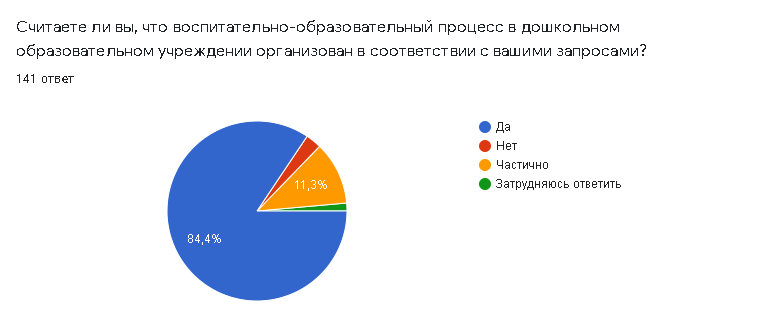 Считаете ли вы, что воспитательно-образовательный процесс в дошкольном
образовательном учреждении организован в соответствии с вашими запросами?
141 ответ
Да
Нет
Частично
Затрудняюсь ответить
11,3%
84,4%